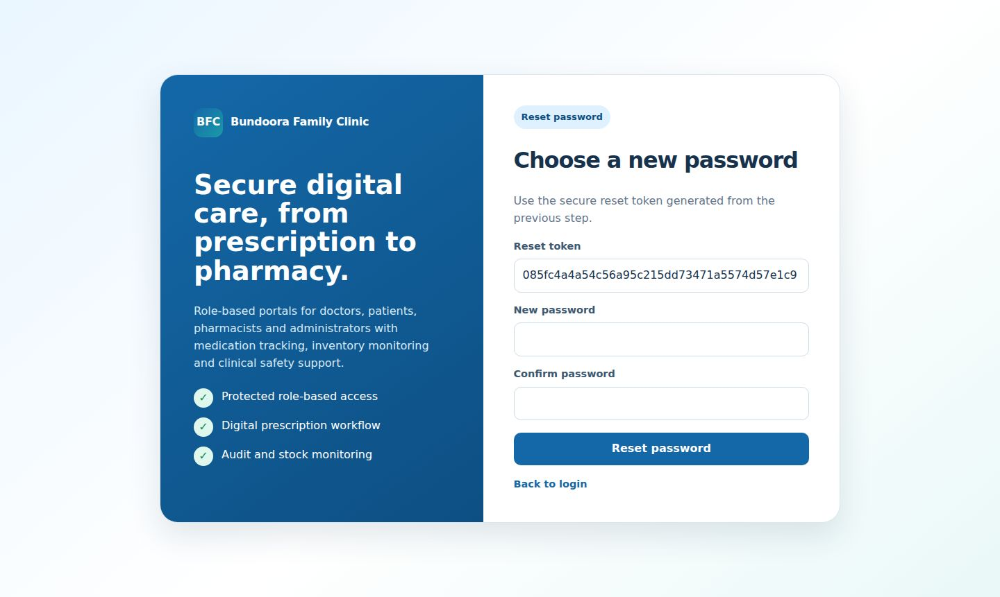 BFC
Bundoora Family Clinic
Secure digital
care, from
prescription to
pharmacy.
Role-based portals for doctors, patients,
pharmacists and administrators with
medication tracking, inventory monitoring
and clinical safety support.
✓ Protected role-based access
✓ Digital prescription workflow
✓ Audit and stock monitoring
Reset password
Choose a new password
Use the secure reset token generated from the
previous step.
Reset token
085fc4a4a54c56a95c215dd73471a5574d57e1c9
New password
Confirm password
Reset password
Back to login